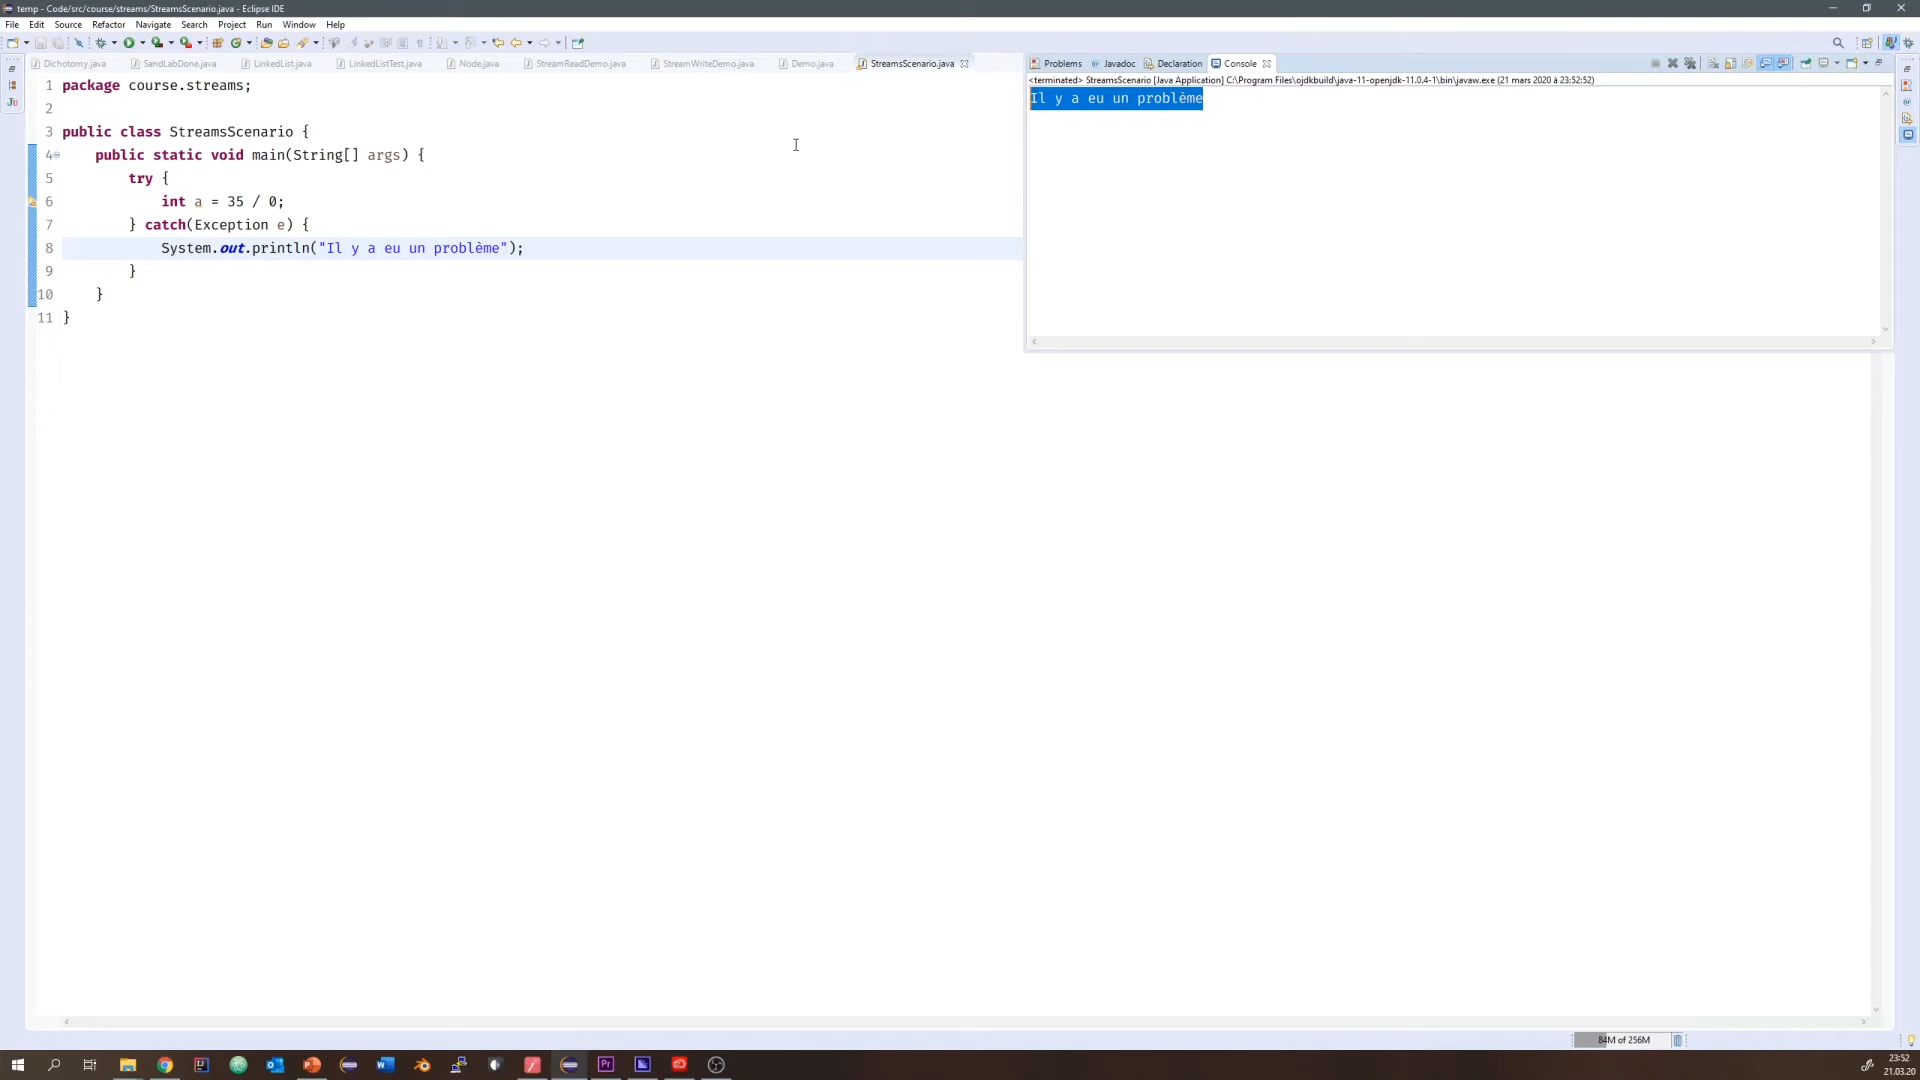 temp - Code/src/course/streams/StreamsScenario.java - Eclipse IDE
File Edit Source Refactor Navigate Search Project Run Window Help
Dichotomy.java SandLabDone.java LinkedList.java LinkedListTest.java Node.java StreamReadDemo.java StreamWriteDemo.java Demo.java StreamsScenario.java
Problems @ Javadoc Declaration Console
<terminated> StreamsScenario [Java Application] C:\Program Files\ojdkbuild\java-11-openjdk-11.0.4-1\bin\javaw.exe (21 mars 2020 à 23:52:52)
Il y a eu un problème
1 package course.streams;
2
3 public class StreamsScenario {
4 public static void main(String[] args) {
5 try {
6 int a = 35 / 0;
7 } catch(Exception e) {
8 System.out.println("Il y a eu un problème");
9 }
10 }
11 }
84M of 256M
23:52
21.03.20